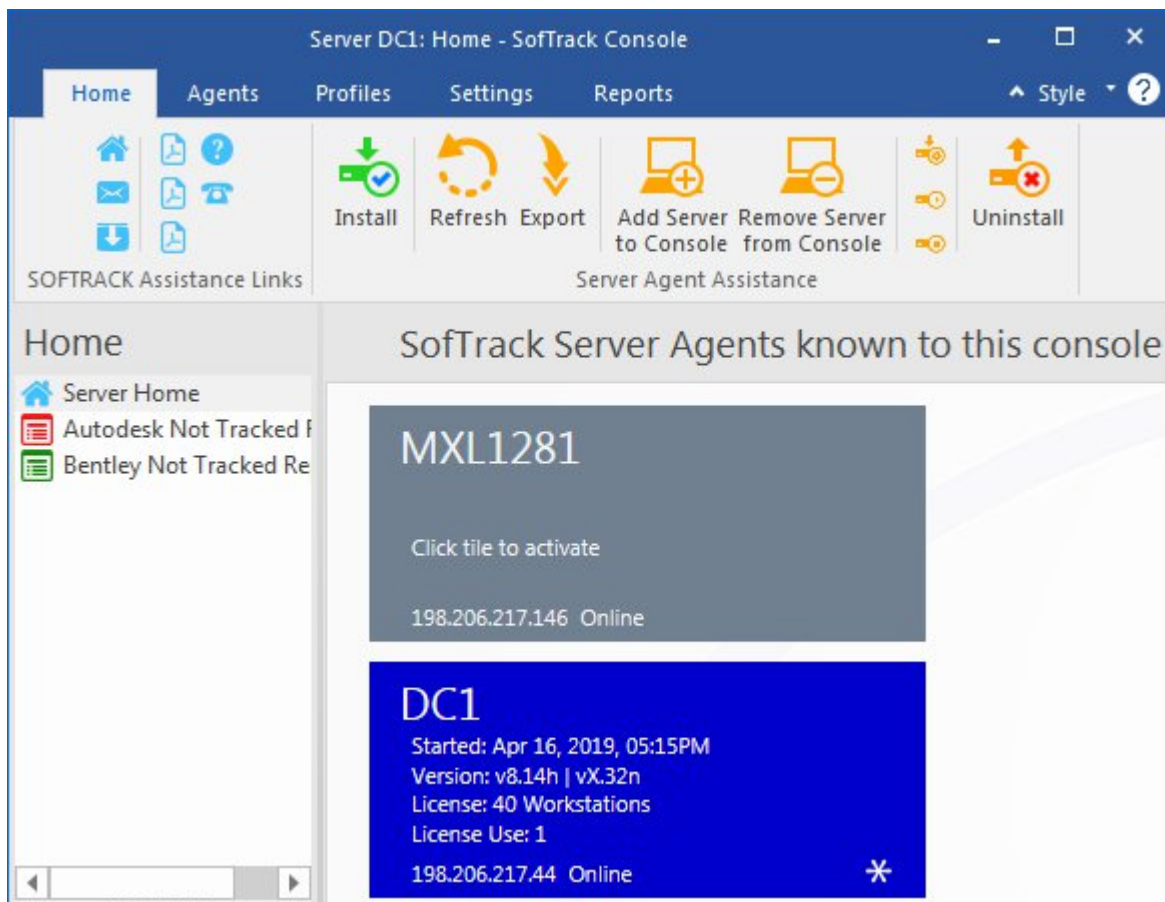 Server DC1: Home - SofTrack Console
Home Agents Profiles Settings Reports Style
Install Refresh Export Add Server to Console Remove Server from Console Uninstall
SOFTRACK Assistance Links Server Agent Assistance
Home
Server Home
Autodesk Not Tracked
Bentley Not Tracked Re
SofTrack Server Agents known to this console
MXL1281
Click tile to activate
198.206.217.146 Online
DC1
Started: Apr 16, 2019, 05:15PM
Version: v8.14h | vX.32n
License: 40 Workstations
License Use: 1
198.206.217.44 Online